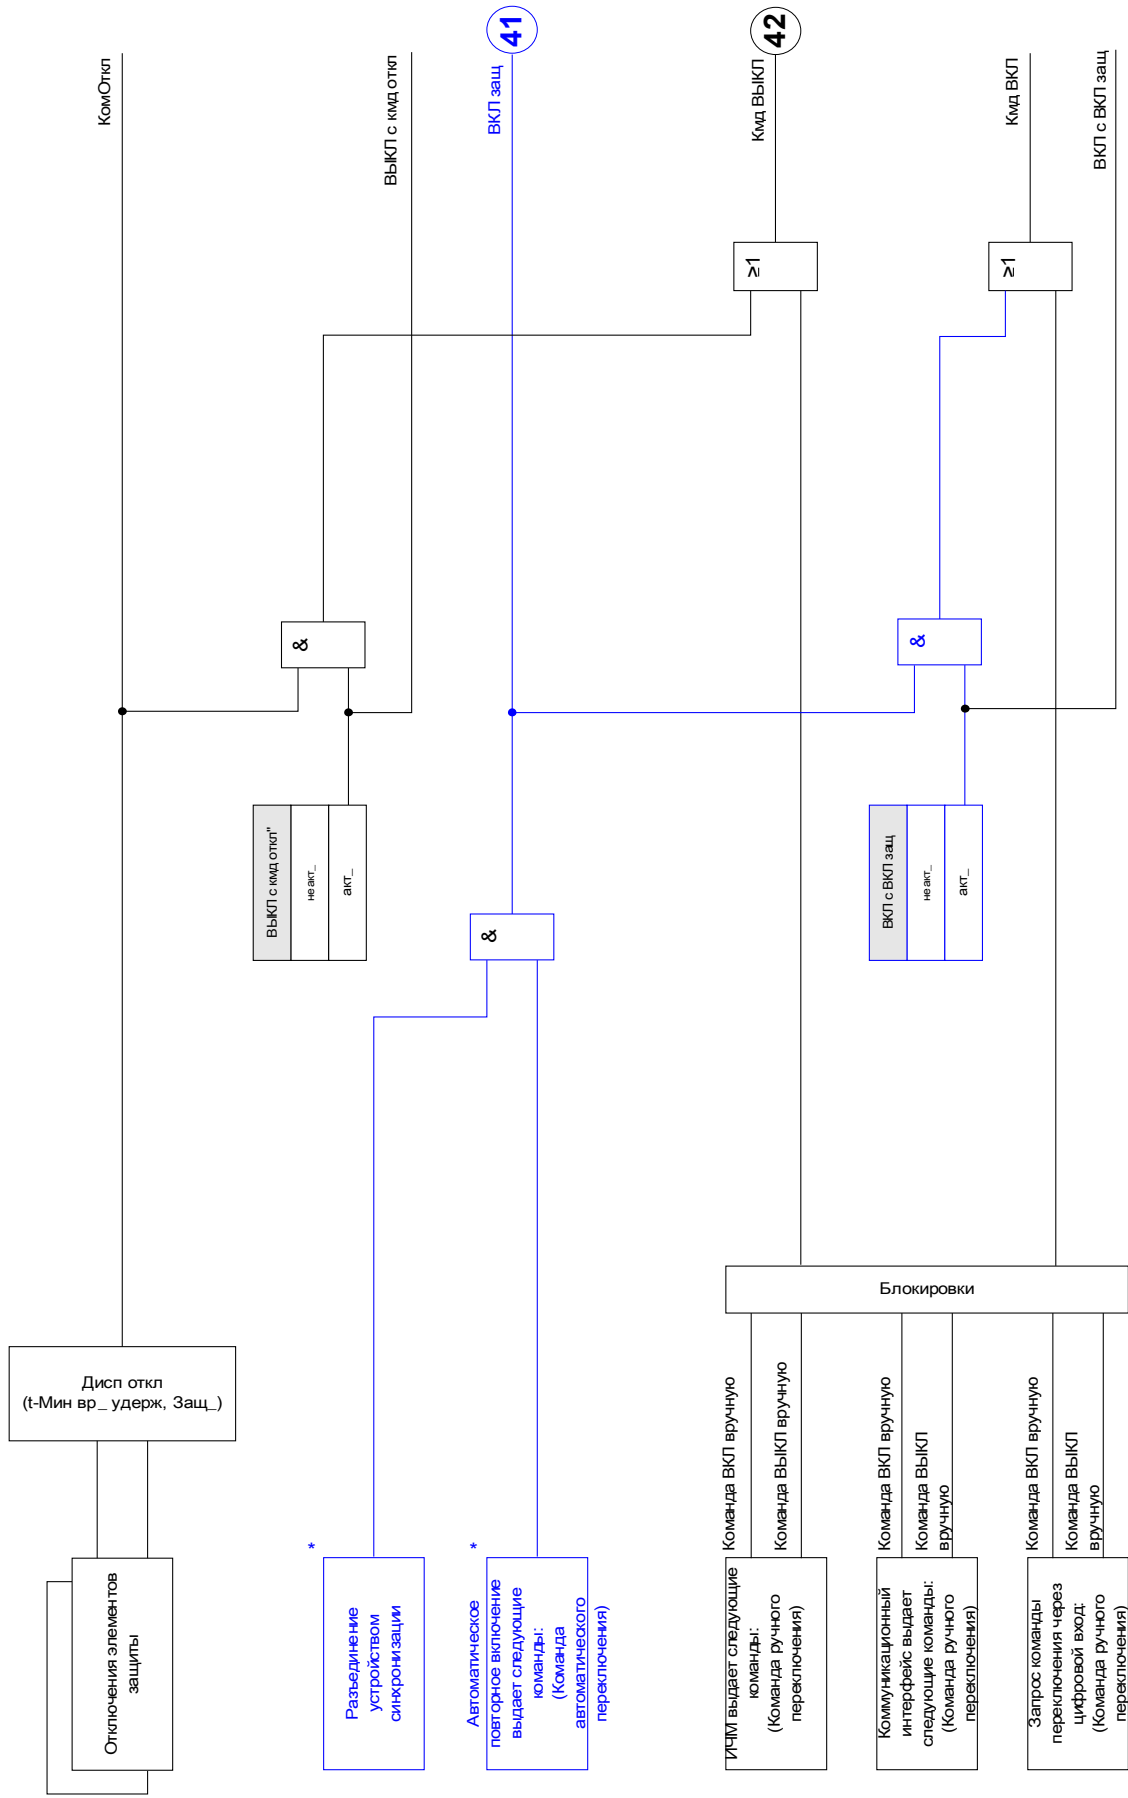 КомОткл
ВЫКЛ с кмд откл
41
ВКЛ защ
42
Кмд ВЫКЛ
Кмд ВКЛ
ВКЛ с ВКЛ защ
≥1
≥1
&
&
ВЫКЛ с кмд откл"
неакт_
акт_
&
ВКЛ с ВКЛ защ
неакт_
акт_
Дисп откл
(t-Мин вр_ удерж, Защ_)
Блокировки
Отключения элементов
защиты
*
Разъединение
устройством
синхронизации
*
Автоматическое
повторное включение
выдает следующие
команды:
(Команда
автоматического
переключения)
Команда ВКЛ вручную
Команда ВЫКЛ вручную
ИЧМ выдает следующие
команды:
(Команда ручного
переключения)
Команда ВКЛ вручную
Команда ВЫКЛ
вручную
Коммуникационный
интерфейс выдает
следующие команды:
(Команда ручного
переключения)
Команда ВКЛ вручную
Команда ВЫКЛ
вручную
Запрос команды
переключения через
цифровой вход:
(Команда ручного
переключения)